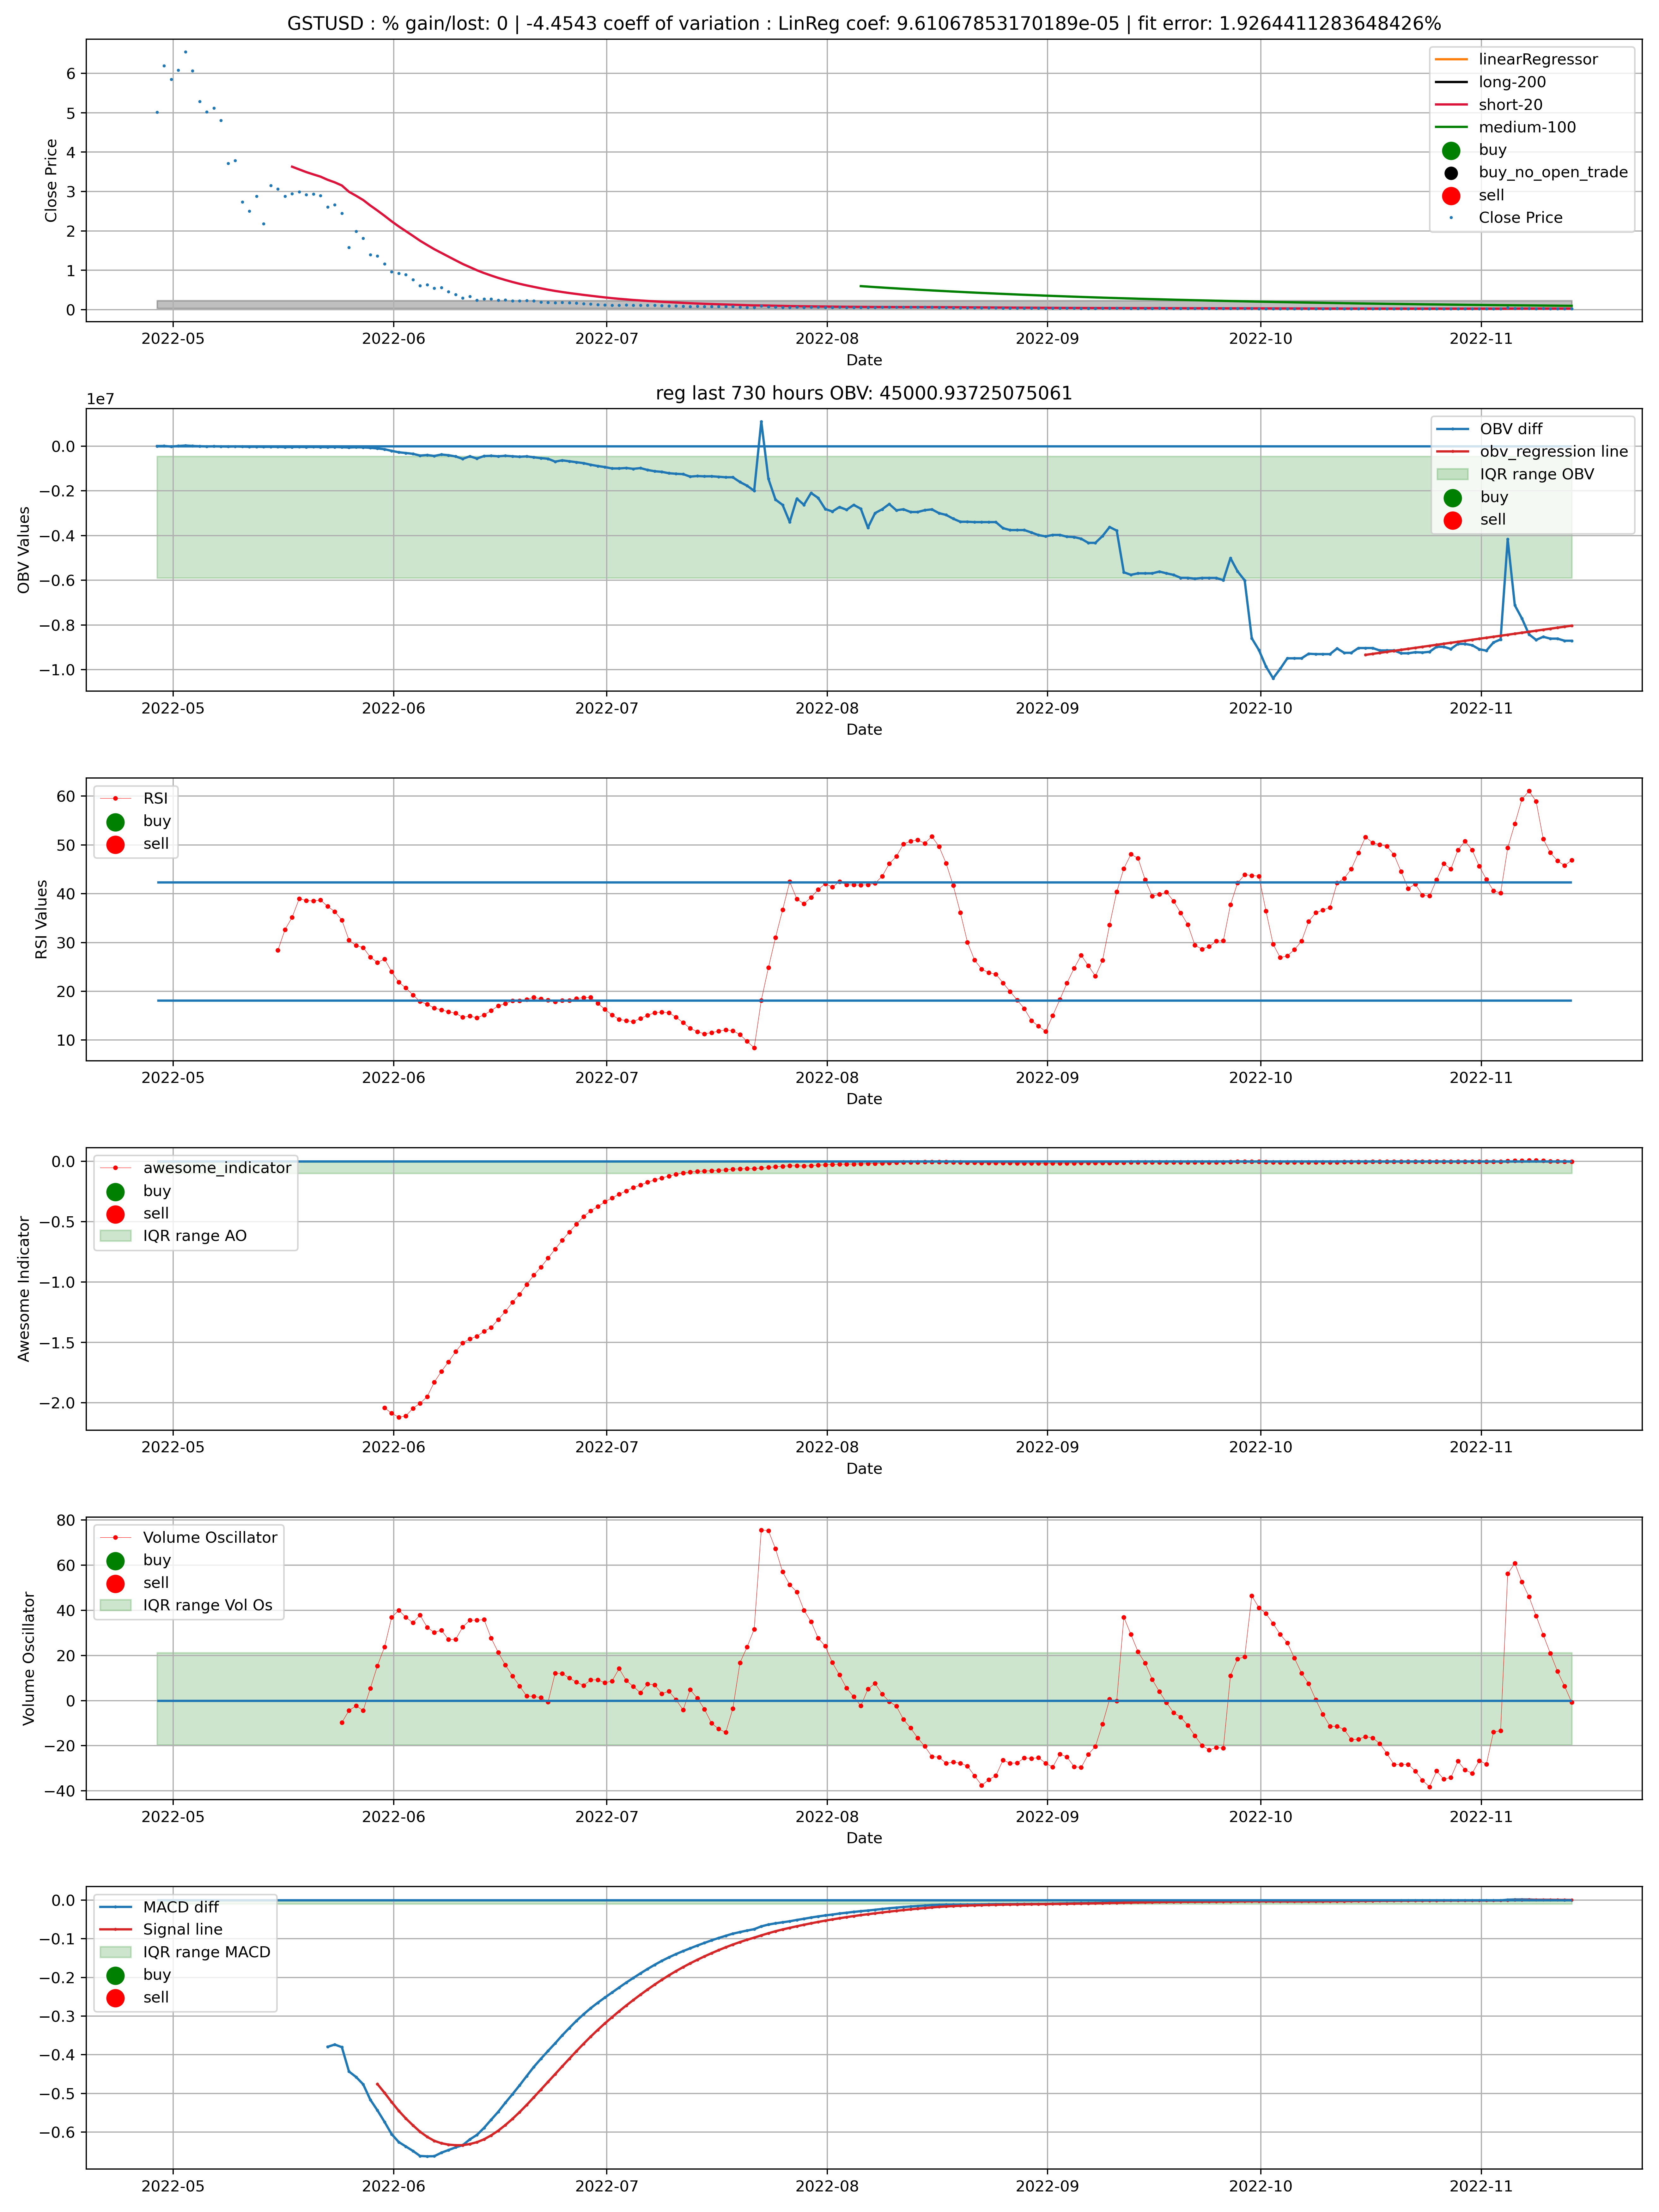 GSTUSD : % gain/lost: 0 | -4.4543 coeff of variation : LinReg coef: 9.61067853170189e-05 | fit error: 1.9264411283648426%
Close Price
6
5
4
3
2
1
0
linearRegressor
long-200
short-20
medium-100
buy
buy_no_open_trade
sell
Close Price
2022-05 2022-06 2022-07 2022-08 2022-09 2022-10 2022-11
Date
reg last 730 hours OBV: 45000.93725075061
1e7
OBV Values
0.0
−0.2
−0.4
−0.6
−0.8
−1.0
OBV diff
obv_regression line
IQR range OBV
buy
sell
2022-05 2022-06 2022-07 2022-08 2022-09 2022-10 2022-11
Date
RSI Values
60
50
40
30
20
10
RSI
buy
sell
2022-05 2022-06 2022-07 2022-08 2022-09 2022-10 2022-11
Date
Awesome Indicator
0.0
−0.5
−1.0
−1.5
−2.0
awesome_indicator
buy
sell
IQR range AO
2022-05 2022-06 2022-07 2022-08 2022-09 2022-10 2022-11
Date
Volume Oscillator
80
60
40
20
0
−20
−40
Volume Oscillator
buy
sell
IQR range Vol Os
2022-05 2022-06 2022-07 2022-08 2022-09 2022-10 2022-11
Date
0.0
−0.1
−0.2
−0.3
−0.4
−0.5
−0.6
MACD diff
Signal line
IQR range MACD
buy
sell
2022-05 2022-06 2022-07 2022-08 2022-09 2022-10 2022-11